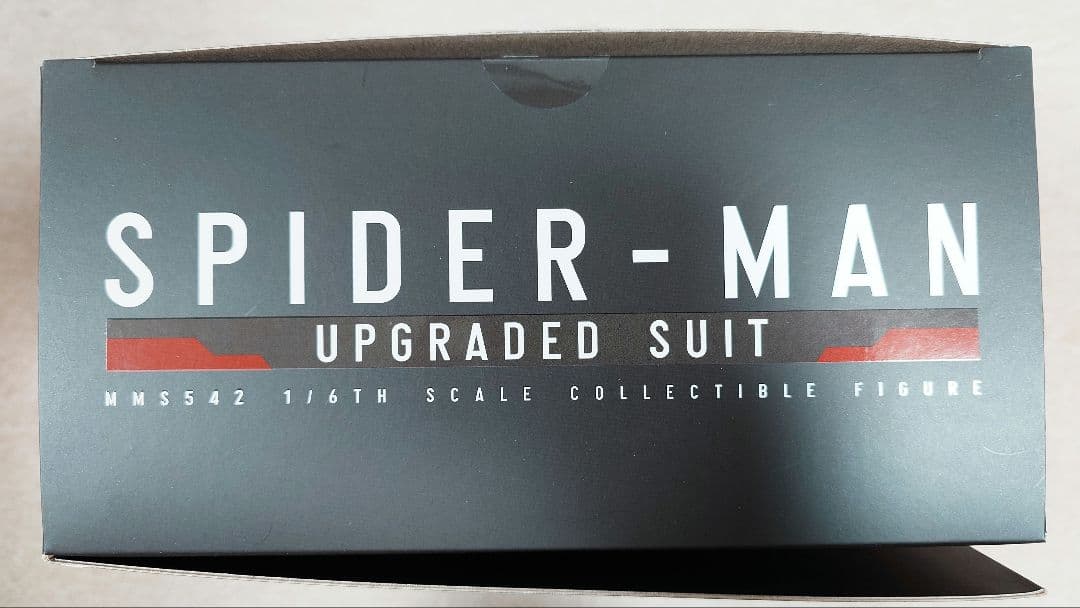 SPIDER-MAN
UPGRADED SUIT
MMS542 1/6TH SCALE COLLECTIBLE FIGURE